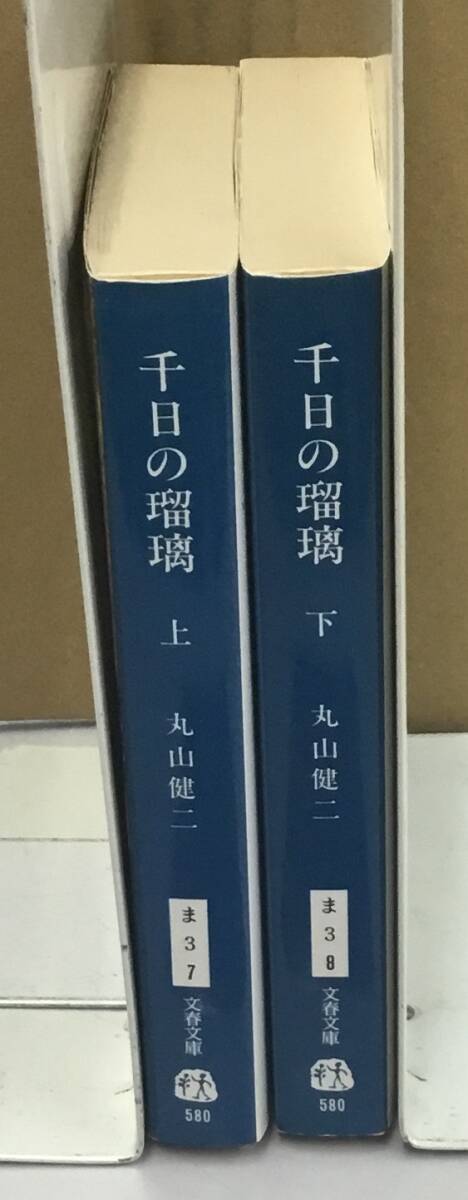 千日の瑠璃 上 丸山健二
ま
3
7
文春文庫
580
千日の瑠璃 下 丸山健二
ま
3
8
文春文庫
580